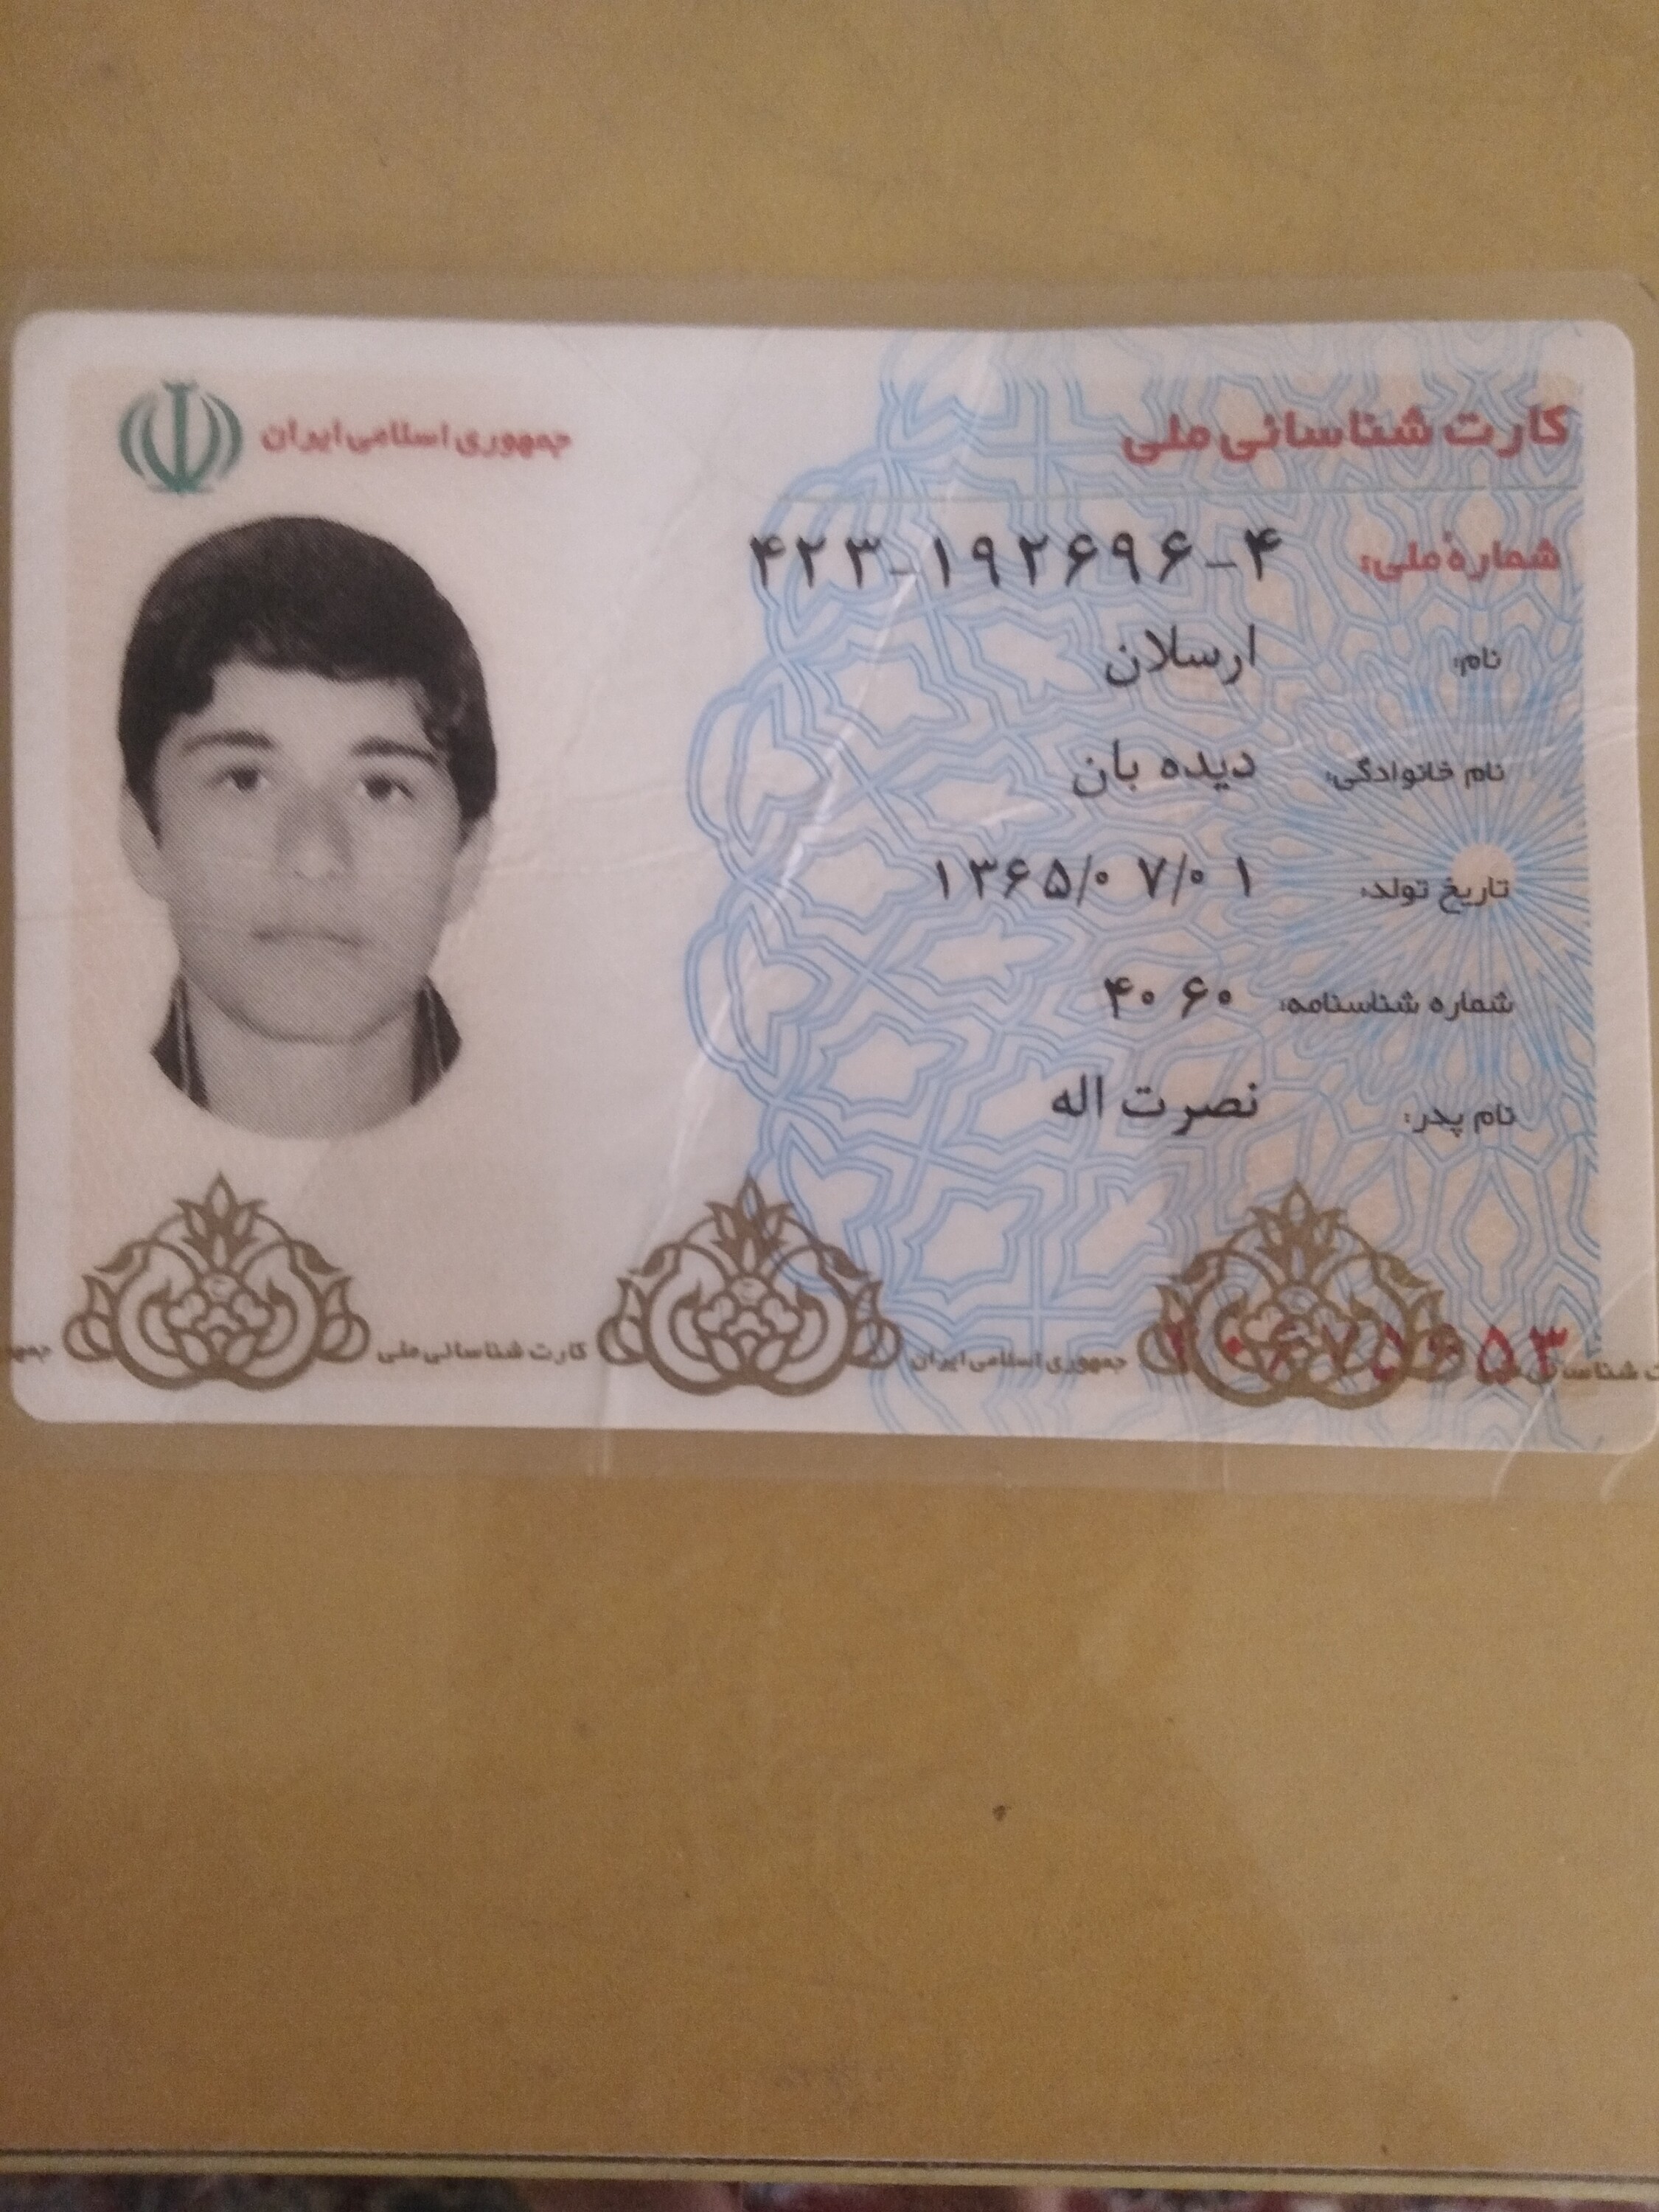 کارت شناسائی ملی
جمهوری اسلامی ایران
شمارهٔ ملی: ۴۲۳-۱۹۲۶۹۶-۴
نام: ارسلان
نام خانوادگی: دیده بان
تاریخ تولد: ۱۳۶۵/۰۷/۰۱
شماره شناسنامه: ۴۰۶۰
نام پدر: نصرت اله
کارت شناسائی ملی
جمهوری اسلامی ایران